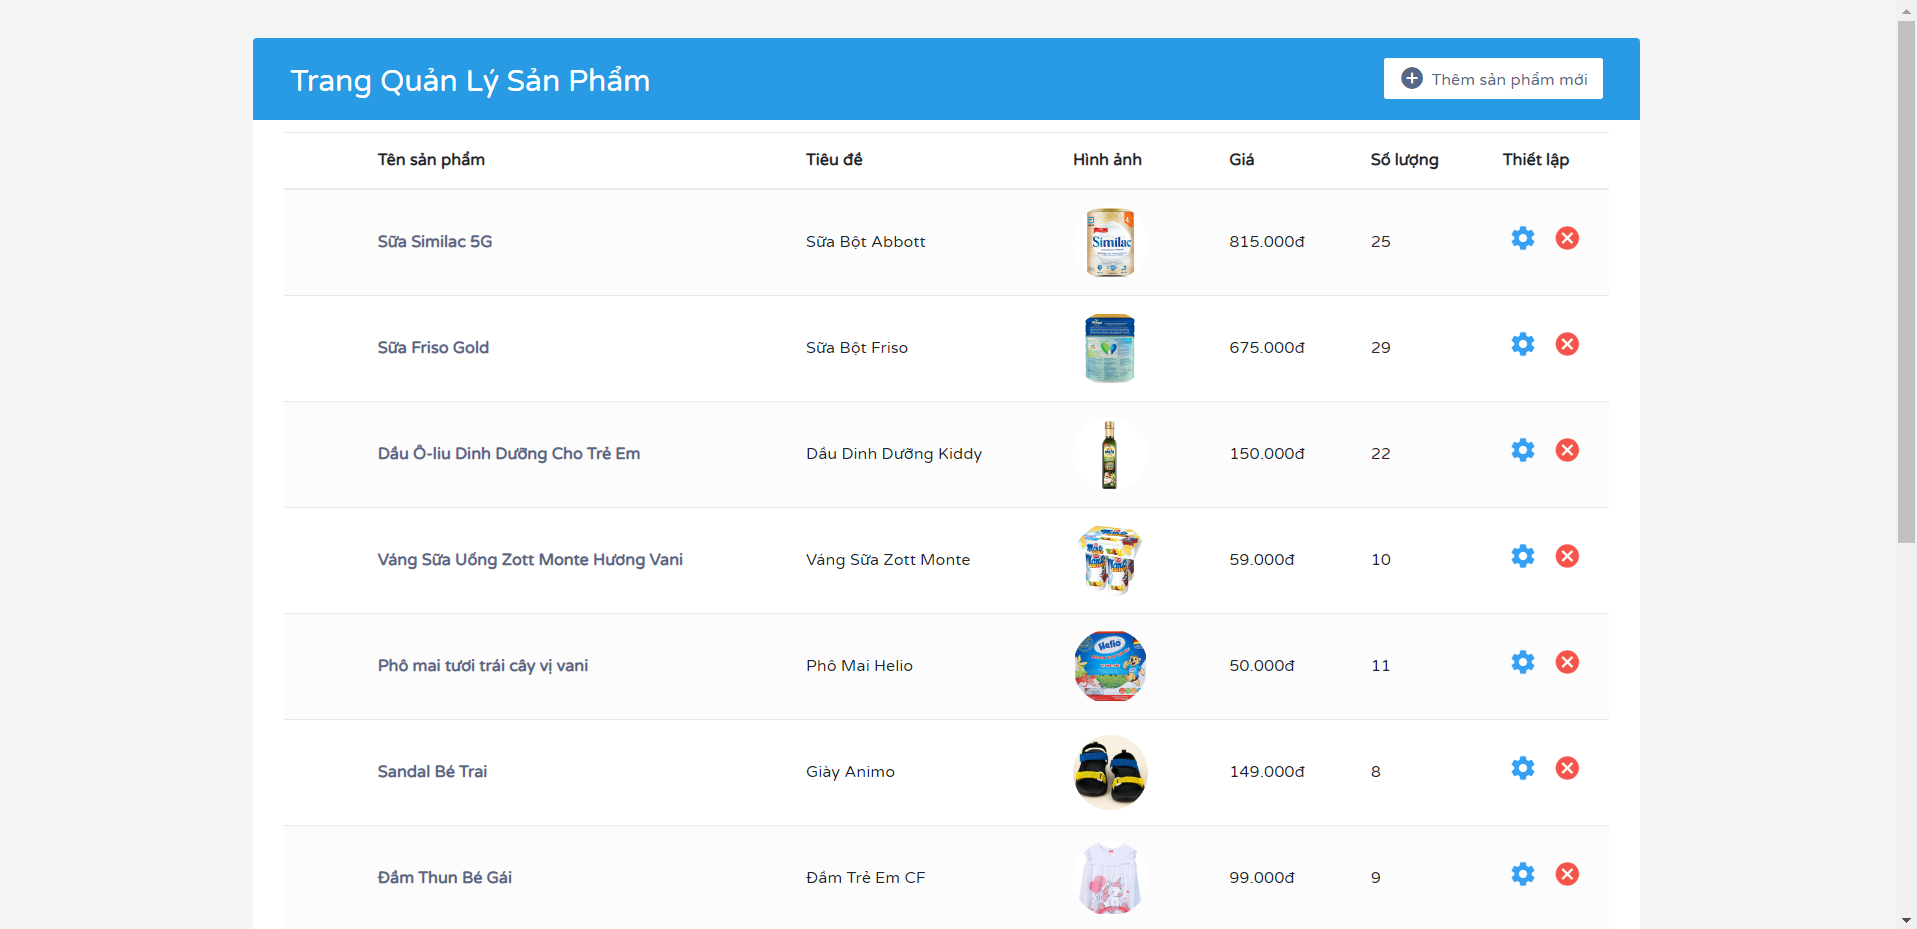 Trang Quản Lý Sản Phẩm
Thêm sản phẩm mới
Tên sản phẩm Tiêu đề Hình ảnh Giá Số lượng Thiết lập
Sữa Similac 5G Sữa Bột Abbott Similac 815.000đ 25
Sữa Friso Gold Sữa Bột Friso 675.000đ 29
Dầu Ô-liu Dinh Dưỡng Cho Trẻ Em Dầu Dinh Dưỡng Kiddy 150.000đ 22
Váng Sữa Uống Zott Monte Hương Vani Váng Sữa Zott Monte 59.000đ 10
Phô mai tươi trái cây vị vani Phô Mai Helio Helio 50.000đ 11
Sandal Bé Trai Giày Animo 149.000đ 8
Đầm Thun Bé Gái Đầm Trẻ Em CF 99.000đ 9